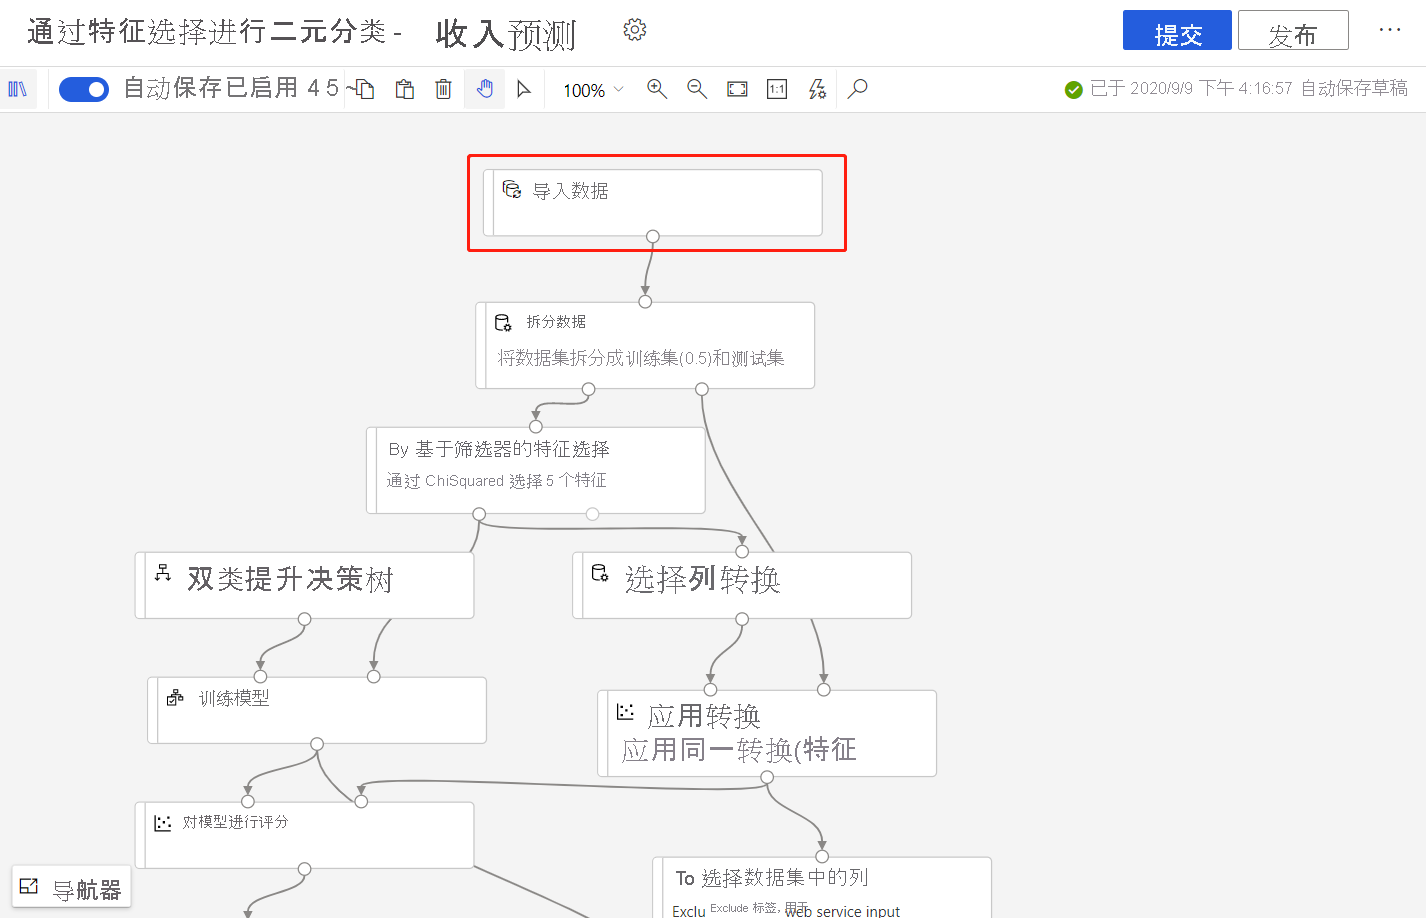 通过特征选择进行二元分类 - 收入预测
提交
发布
自动保存已启用 4 5 ~
100%
1:1
已于 2020/9/9 下午 4:16:57 自动保存草稿
导入数据
拆分数据
将数据集拆分成训练集(0.5)和测试集
By 基于筛选器的特征选择
通过 ChiSquared 选择 5 个特征
双类提升决策树
选择列转换
训练模型
应用转换
应用同一转换(特征
对模型进行评分
To 选择数据集中的列
Exclu Exclude 标签,用于 web service input
导航器